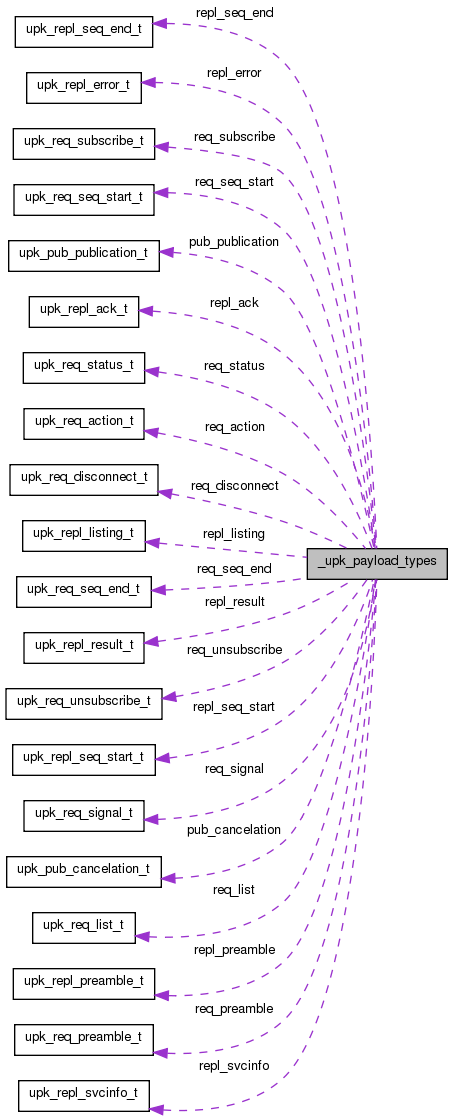 repl_seq_end
upk_repl_seq_end_t
repl_error
upk_repl_error_t
req_subscribe
upk_req_subscribe_t
req_seq_start
upk_req_seq_start_t
pub_publication
upk_pub_publication_t
repl_ack
upk_repl_ack_t
req_status
upk_req_status_t
req_action
upk_req_action_t
req_disconnect
upk_req_disconnect_t
repl_listing
upk_repl_listing_t
_upk_payload_types
req_seq_end
upk_req_seq_end_t
repl_result
upk_repl_result_t
req_unsubscribe
upk_req_unsubscribe_t
repl_seq_start
upk_repl_seq_start_t
req_signal
upk_req_signal_t
pub_cancelation
upk_pub_cancelation_t
req_list
upk_req_list_t
repl_preamble
upk_repl_preamble_t
req_preamble
upk_req_preamble_t
repl_svcinfo
upk_repl_svcinfo_t